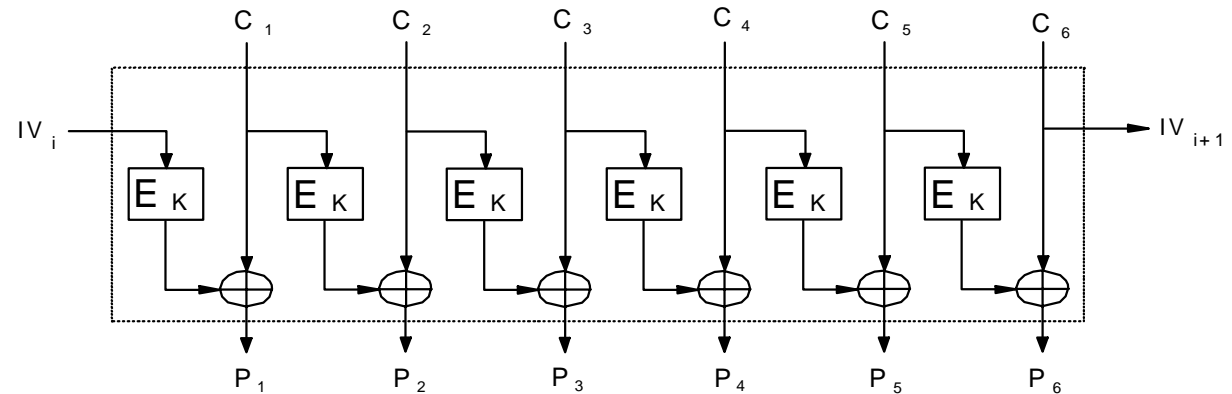 C 1 C 2 C 3 C 4 C 5 C 6
IV i IV i+1
E K E K E K E K E K E K
P 1 P 2 P 3 P 4 P 5 P 6